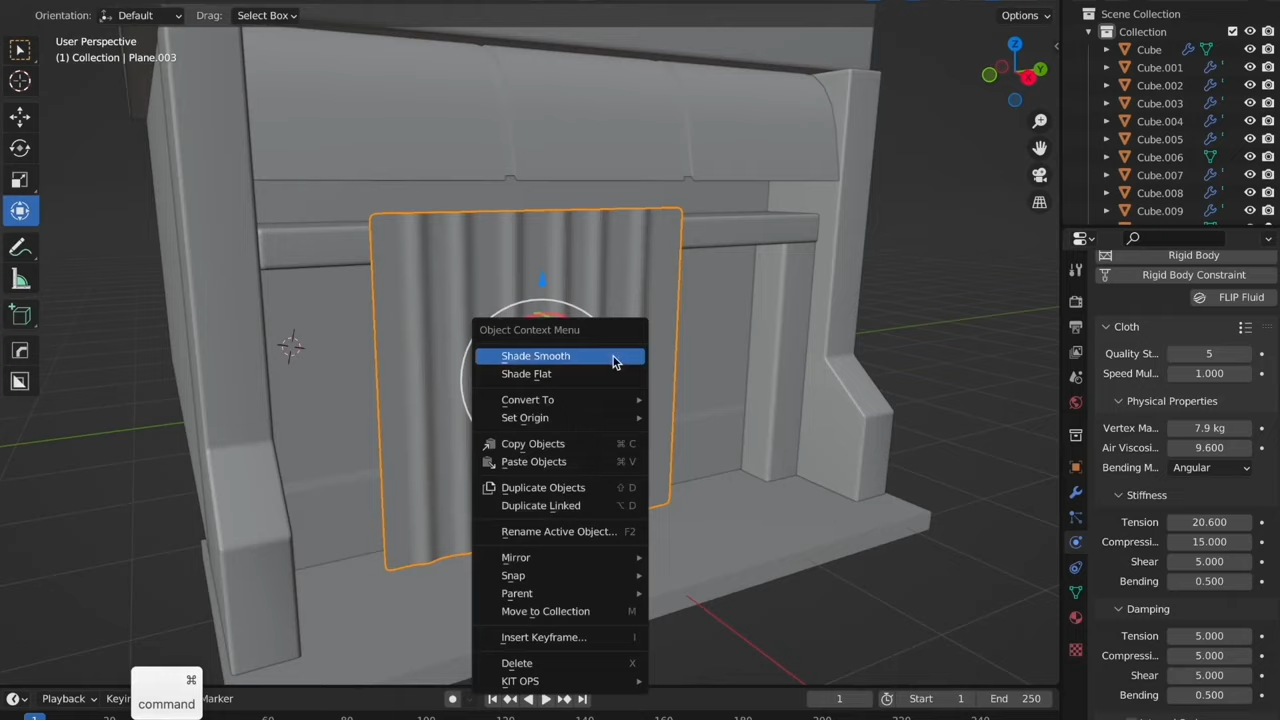 Orientation: Default Drag: Select Box Options
User Perspective
(1) Collection | Plane.003
Object Context Menu
Shade Smooth
Shade Flat
Convert To
Set Origin
Copy Objects ⌘ C
Paste Objects ⌘ V
Duplicate Objects ⇧ D
Duplicate Linked ⌥ D
Rename Active Object... F2
Mirror
Snap
Parent
Move to Collection M
Insert Keyframe... I
Delete X
KIT OPS
⌘
command
Playback Keyin Marker 1 Start 1 End 250
Scene Collection
Collection
Cube
Cube.001
Cube.002
Cube.003
Cube.004
Cube.005
Cube.006
Cube.007
Cube.008
Cube.009
Rigid Body
Rigid Body Constraint
FLIP Fluid
Cloth
Quality St... 5
Speed Mul... 1.000
Physical Properties
Vertex Ma... 7.9 kg
Air Viscosi... 9.600
Bending M... Angular
Stiffness
Tension 20.600
Compressi... 15.000
Shear 5.000
Bending 0.500
Damping
Tension 5.000
Compressi... 5.000
Shear 5.000
Bending 0.500
X
Y
Z